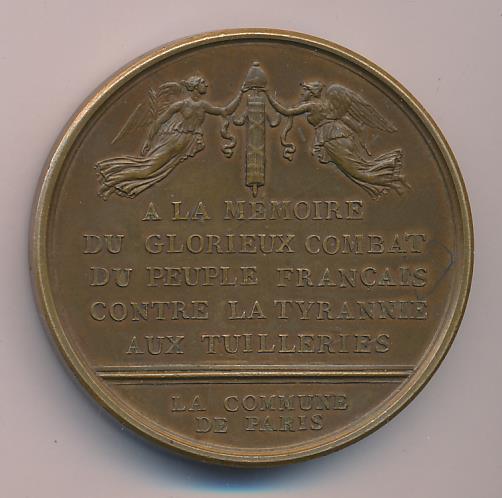 A LA MEMOIRE
DU GLORIEUX COMBAT
DU PEUPLE FRANCAIS
CONTRE LA TYRANNIE
AUX TUILLERIES
LA COMMUNE
DE PARIS